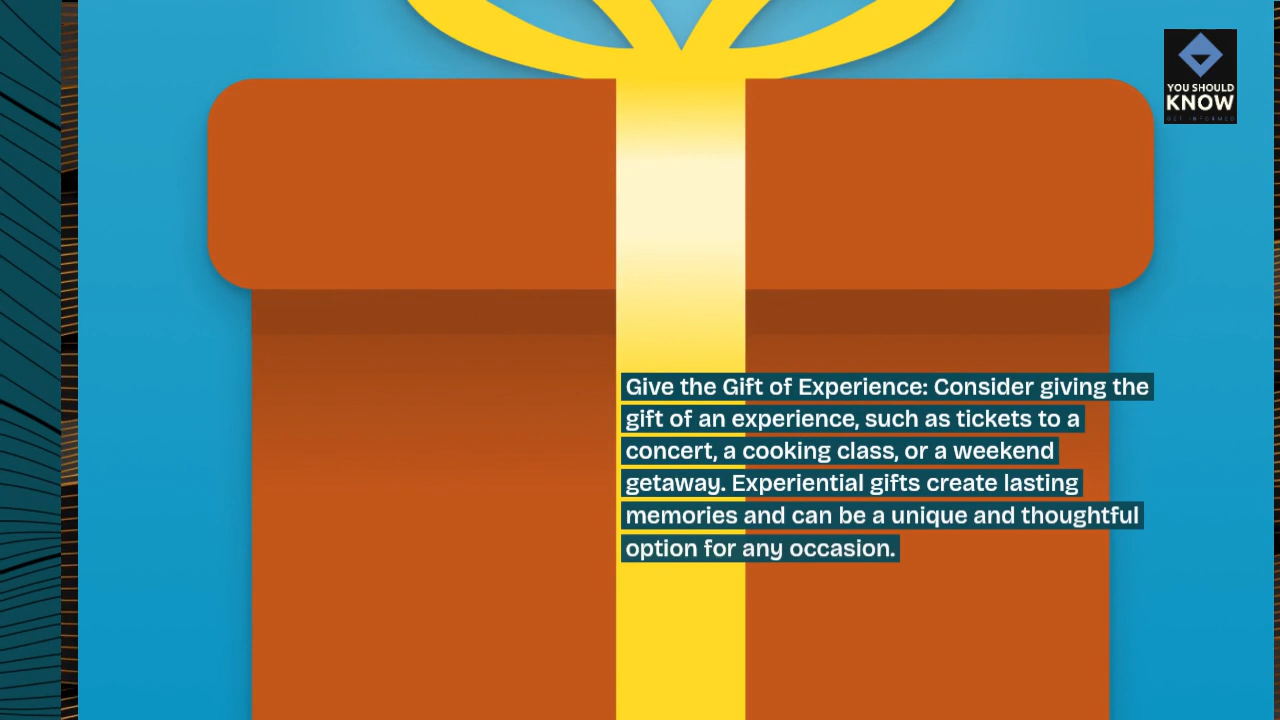 YOU SHOULD
KNOW
GET INFORMED
Give the Gift of Experience: Consider giving the
gift of an experience, such as tickets to a
concert, a cooking class, or a weekend
getaway. Experiential gifts create lasting
memories and can be a unique and thoughtful
option for any occasion.